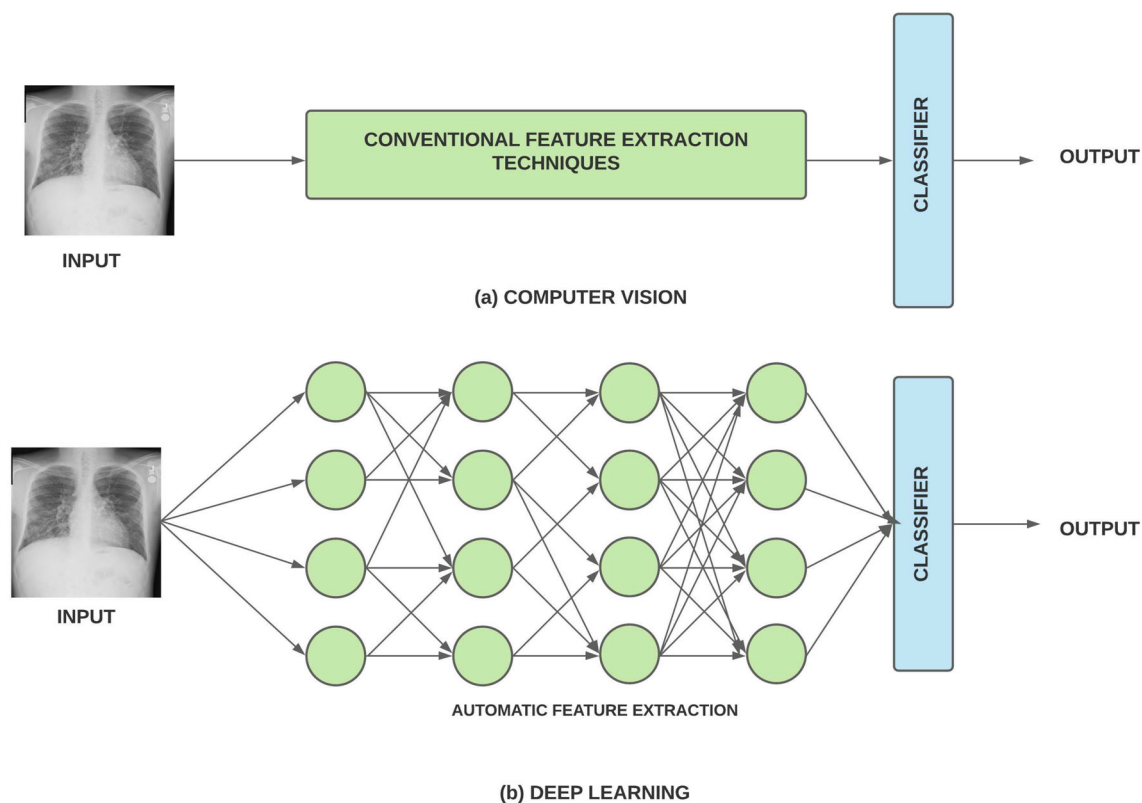 CONVENTIONAL FEATURE EXTRACTION
TECHNIQUES
CLASSIFIER
OUTPUT
INPUT
(a) COMPUTER VISION
CLASSIFIER
OUTPUT
INPUT
AUTOMATIC FEATURE EXTRACTION
(b) DEEP LEARNING